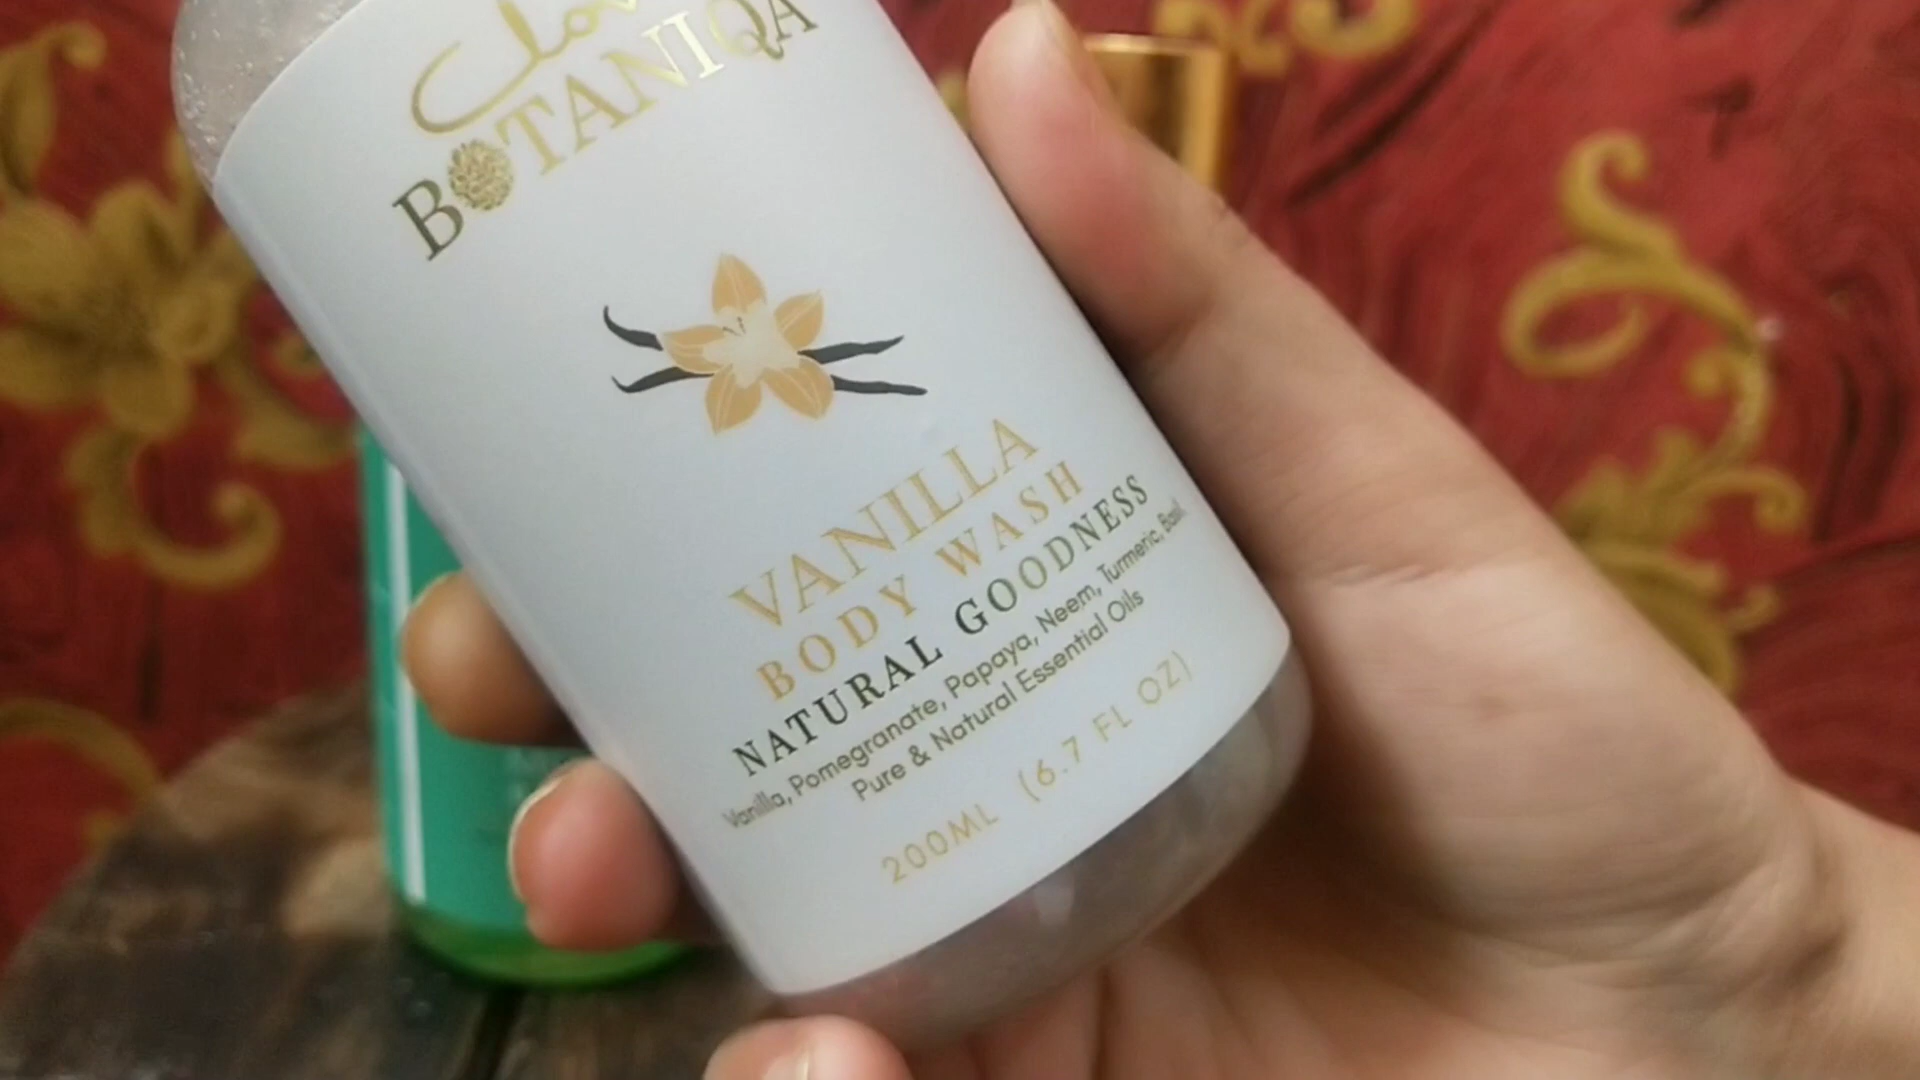 BOTANIQA
VANILLA
BODY WASH
NATURAL GOODNESS
Vanilla, Pomegranate, Papaya, Neem, Turmeric, Basil
Pure & Natural Essential Oils
200ML (6.7 FL OZ)